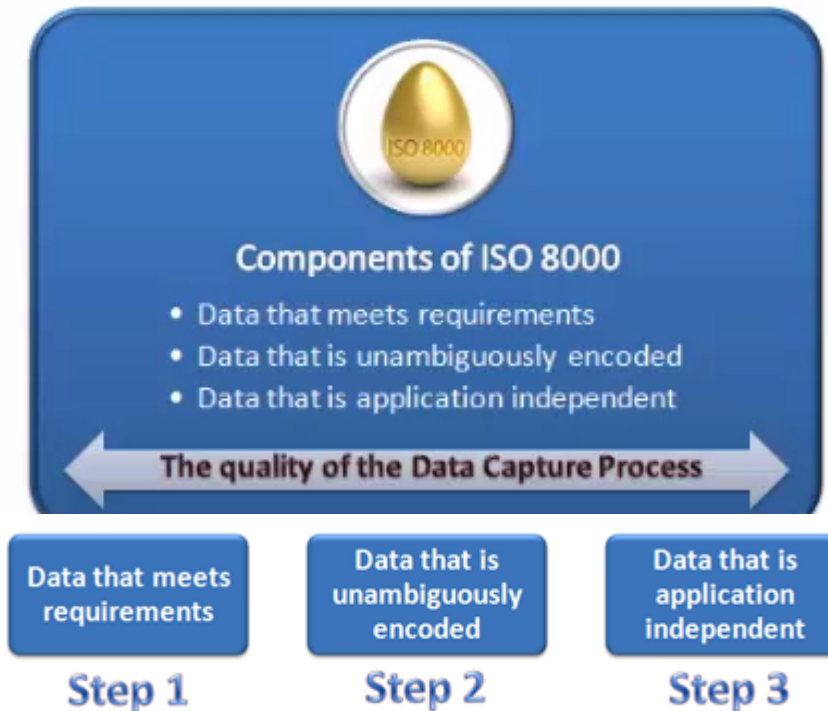 ISO 8000
Components of ISO 8000
• Data that meets requirements
• Data that is unambiguously encoded
• Data that is application independent
The quality of the Data Capture Process
Data that meets
requirements
Data that is
unambiguously
encoded
Data that is
application
independent
Step 1
Step 2
Step 3